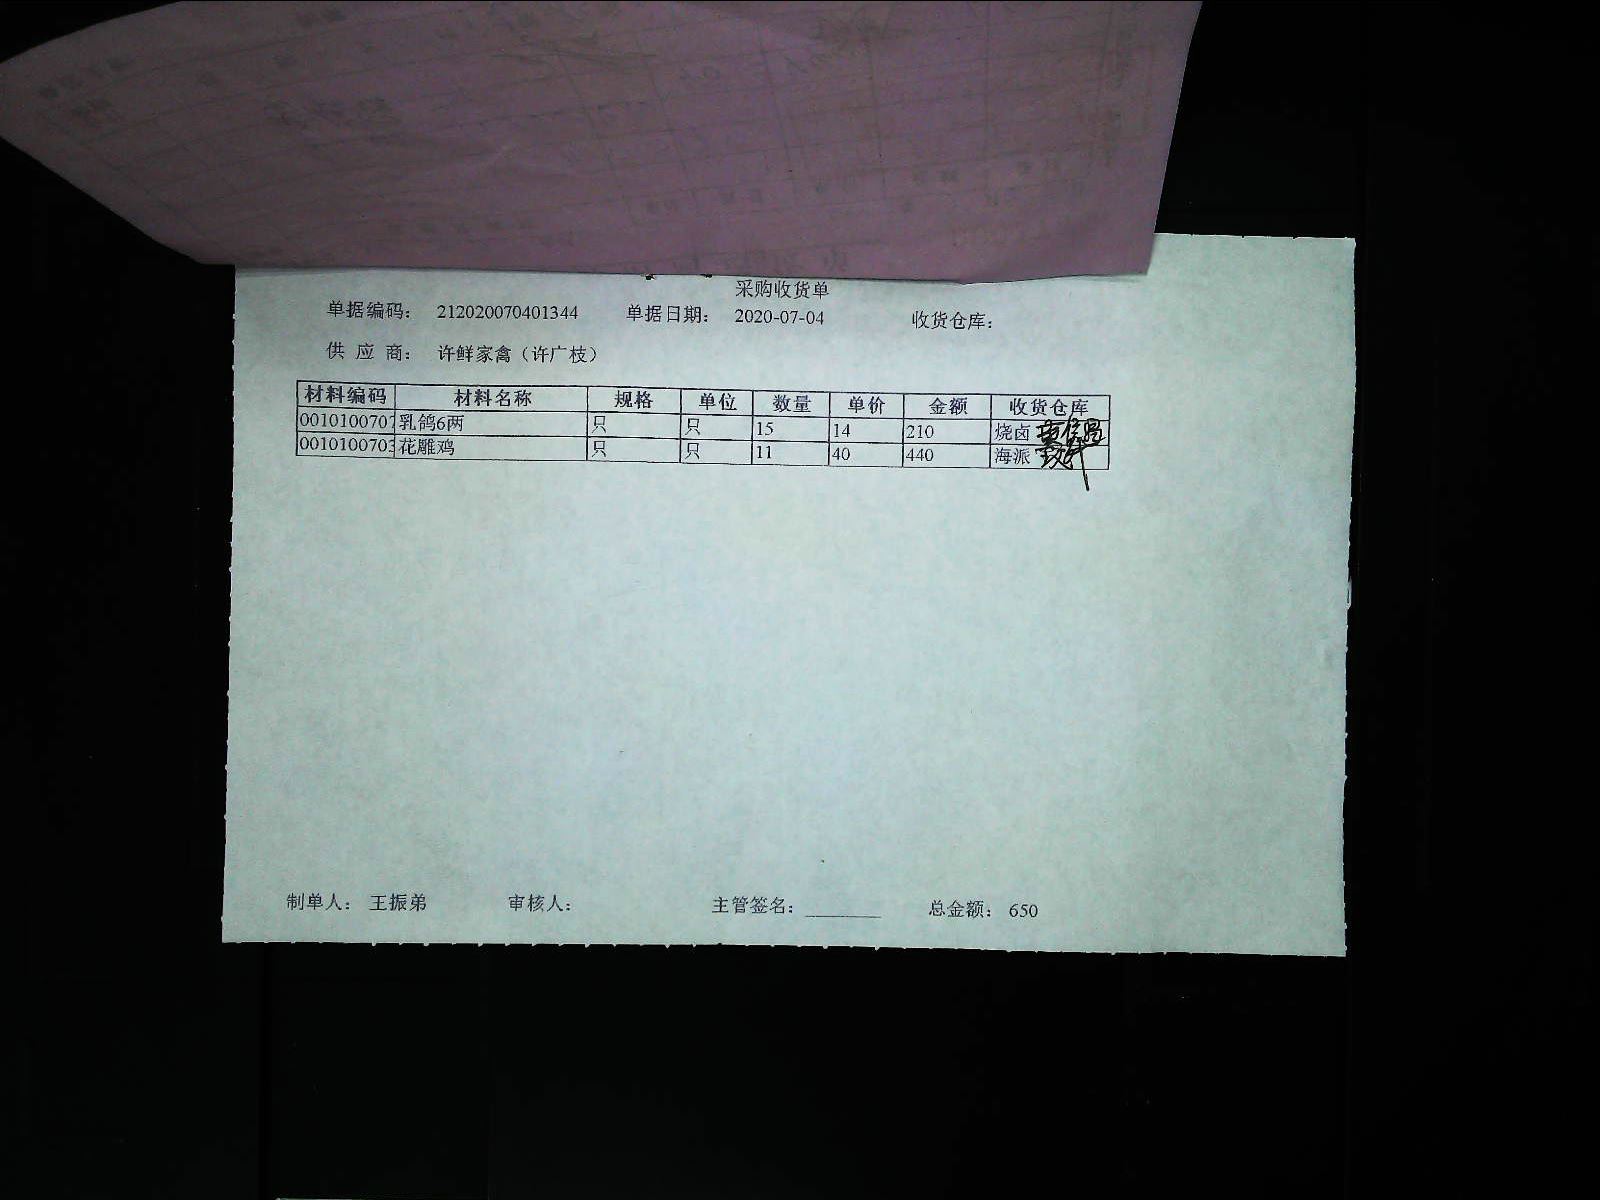 采购收货单
单据编码： 212020070401344 单据日期： 2020-07-04 收货仓库：
供 应 商： 许鲜家禽（许广枝）
材料编码 材料名称 规格 单位 数量 单价 金额 收货仓库
0010100707 乳鸽6两 只 只 15 14 210 烧卤
0010100703 花雕鸡 只 只 11 40 440 海派
制单人： 王振弟 审核人： 主管签名：________ 总金额： 650